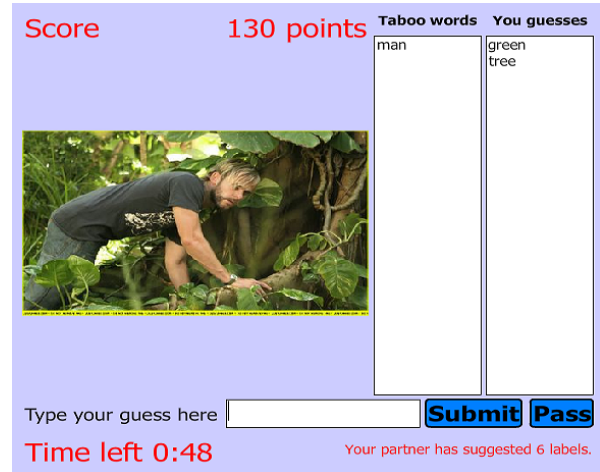 Score
130 points
Taboo words
You guesses
man
green
tree
Type your guess here
Submit
Pass
Time left 0:48
Your partner has suggested 6 labels.